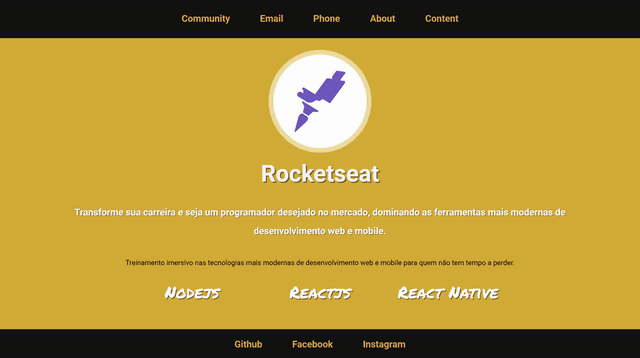 Community Email Phone About Content
Rocketseat
Transforme sua carreira e seja um programador desejado no mercado, dominando as ferramentas mais modernas de
desenvolvimento web e mobile.
Treinamento imersivo nas tecnologias mais modernas de desenvolvimento web e mobile para quem não tem tempo a perder.
NodeJS ReactJS React Native
Github Facebook Instagram